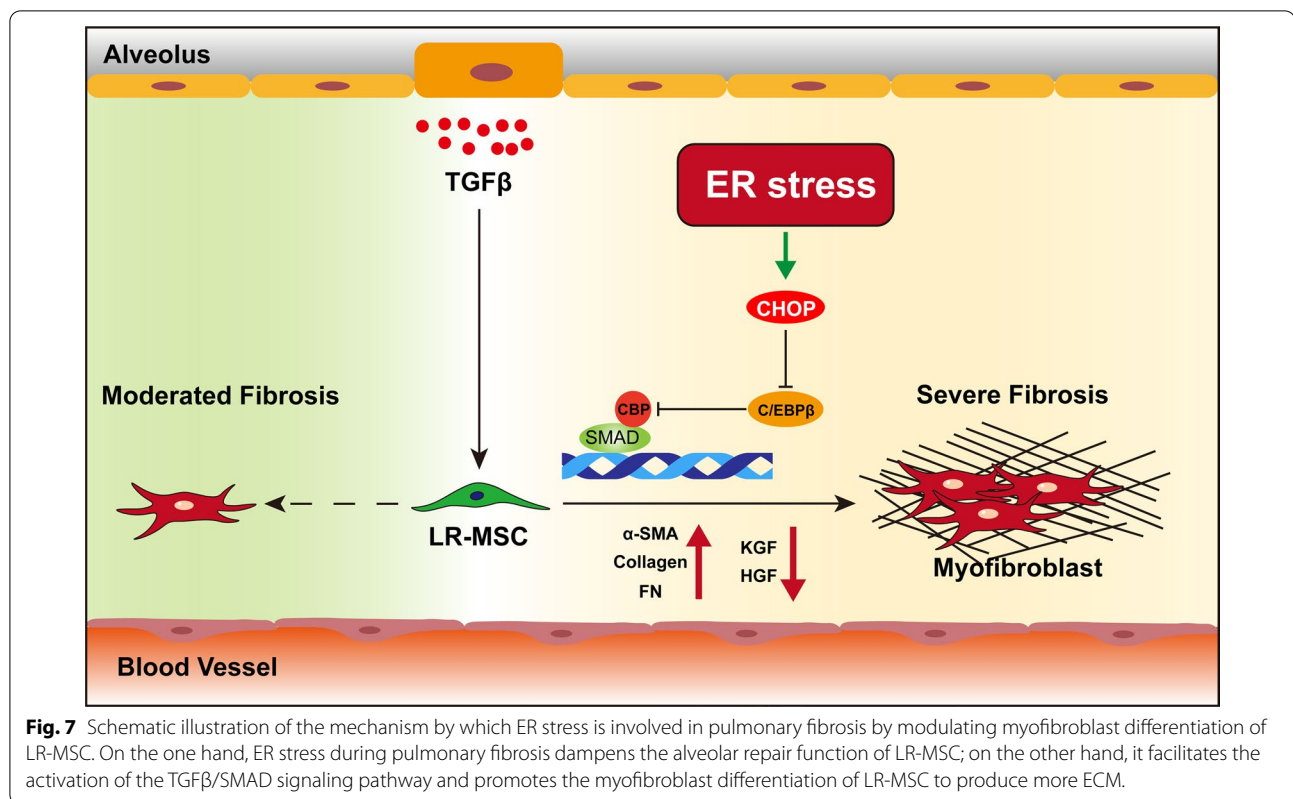 Alveolus
TGFβ
ER stress
CHOP
Moderated Fibrosis
Severe Fibrosis
CBP
C/EBPβ
SMAD
LR-MSC
α-SMA
Collagen
FN
KGF
HGF
Myofibroblast
Blood Vessel
Fig. 7 Schematic illustration of the mechanism by which ER stress is involved in pulmonary fibrosis by modulating myofibroblast differentiation of
LR-MSC. On the one hand, ER stress during pulmonary fibrosis dampens the alveolar repair function of LR-MSC; on the other hand, it facilitates the
activation of the TGFβ/SMAD signaling pathway and promotes the myofibroblast differentiation of LR-MSC to produce more ECM.